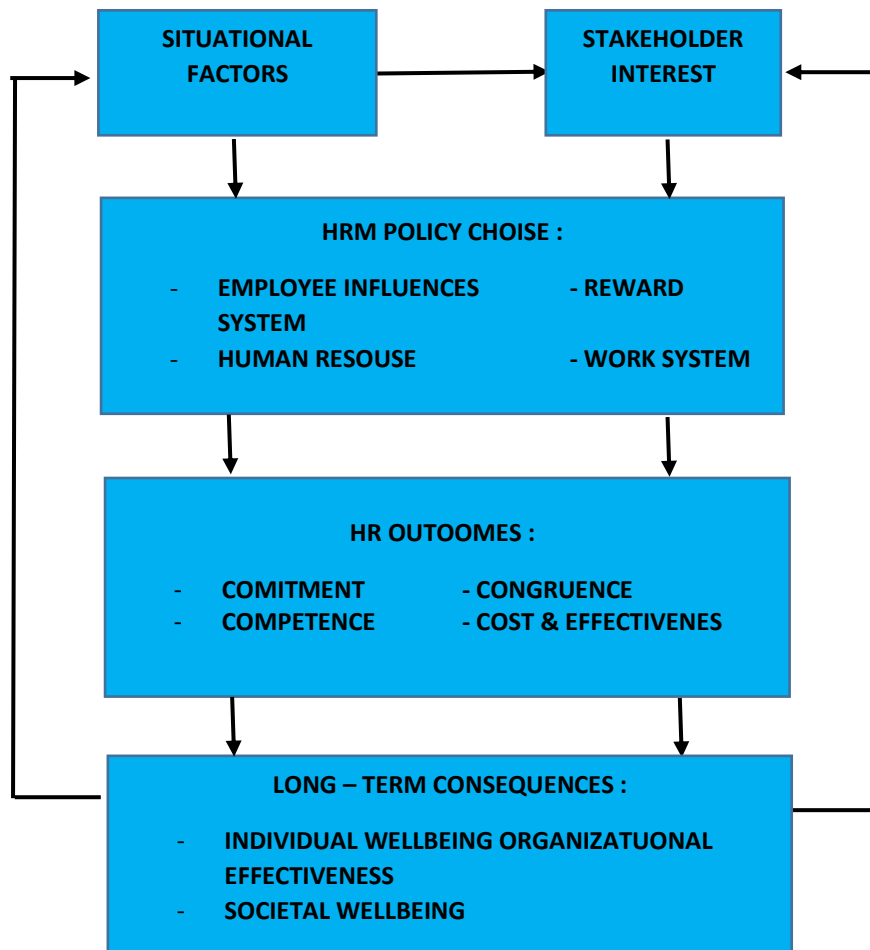 SITUATIONAL
FACTORS
STAKEHOLDER
INTEREST
HRM POLICY CHOISE :
- EMPLOYEE INFLUENCES - REWARD
SYSTEM
- HUMAN RESOUSE - WORK SYSTEM
HR OUTOOMES :
- COMITMENT - CONGRUENCE
- COMPETENCE - COST & EFFECTIVENES
LONG – TERM CONSEQUENCES :
- INDIVIDUAL WELLBEING ORGANIZATUONAL
EFFECTIVENESS
- SOCIETAL WELLBEING